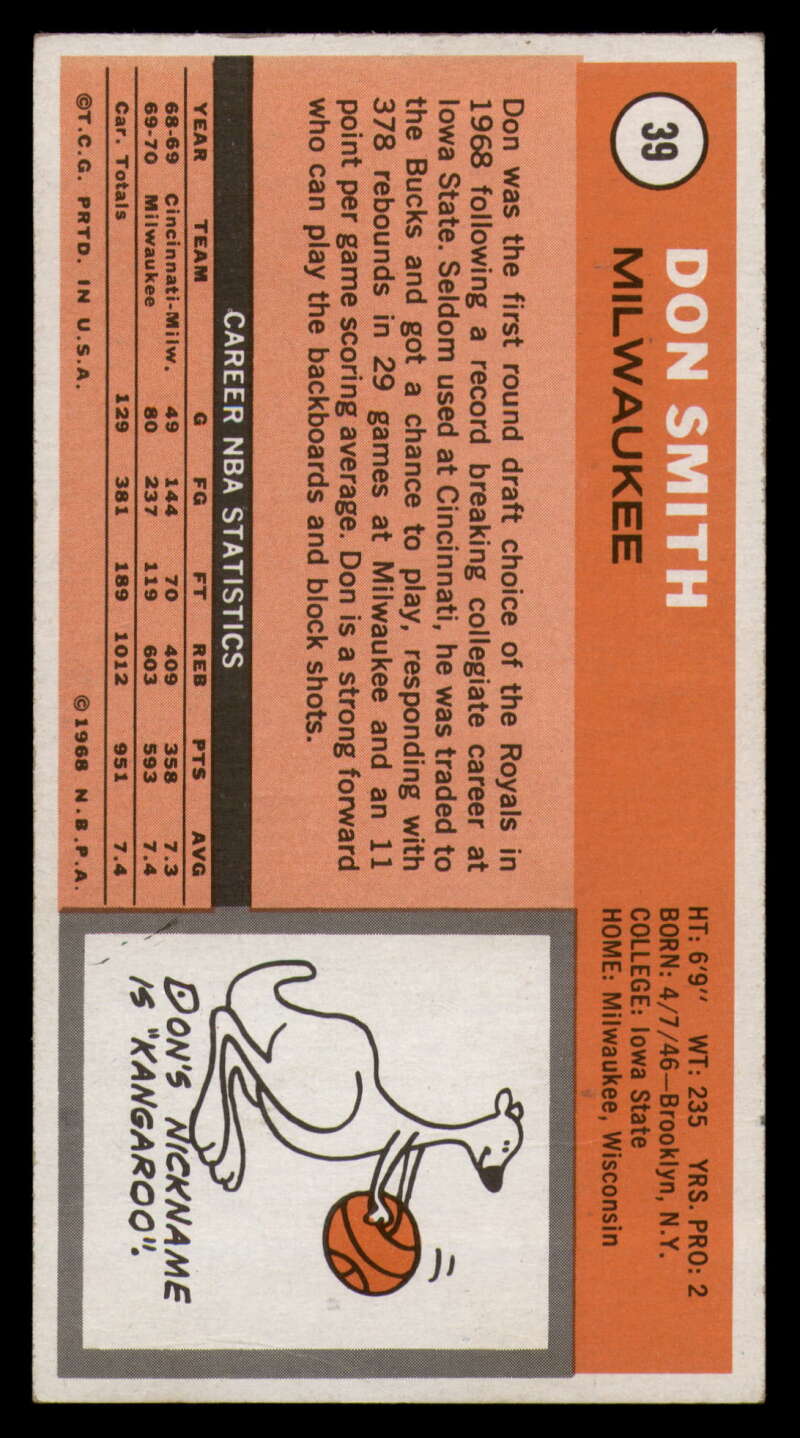 39
DON SMITH
MILWAUKEE
HT: 6'9" WT: 235 YRS. PRO: 2
BORN: 4/7/46—Brooklyn, N.Y.
COLLEGE: Iowa State
HOME: Milwaukee, Wisconsin
Don was the first round draft choice of the Royals in
1968 following a record breaking collegiate career at
Iowa State. Seldom used at Cincinnati, he was traded to
the Bucks and got a chance to play, responding with
378 rebounds in 29 games at Milwaukee and an 11
point per game scoring average. Don is a strong forward
who can play the backboards and block shots.
CAREER NBA STATISTICS
YEAR TEAM G FG FT REB PTS AVG
68-69 Cincinnati-Milw. 49 144 70 409 358 7.3
69-70 Milwaukee 80 237 119 603 593 7.4
Car. Totals 129 381 189 1012 951 7.4
©T.C.G. PRTD. IN U.S.A. ©1968 N.B.P.A.
DON'S NICKNAME
IS "KANGAROO".